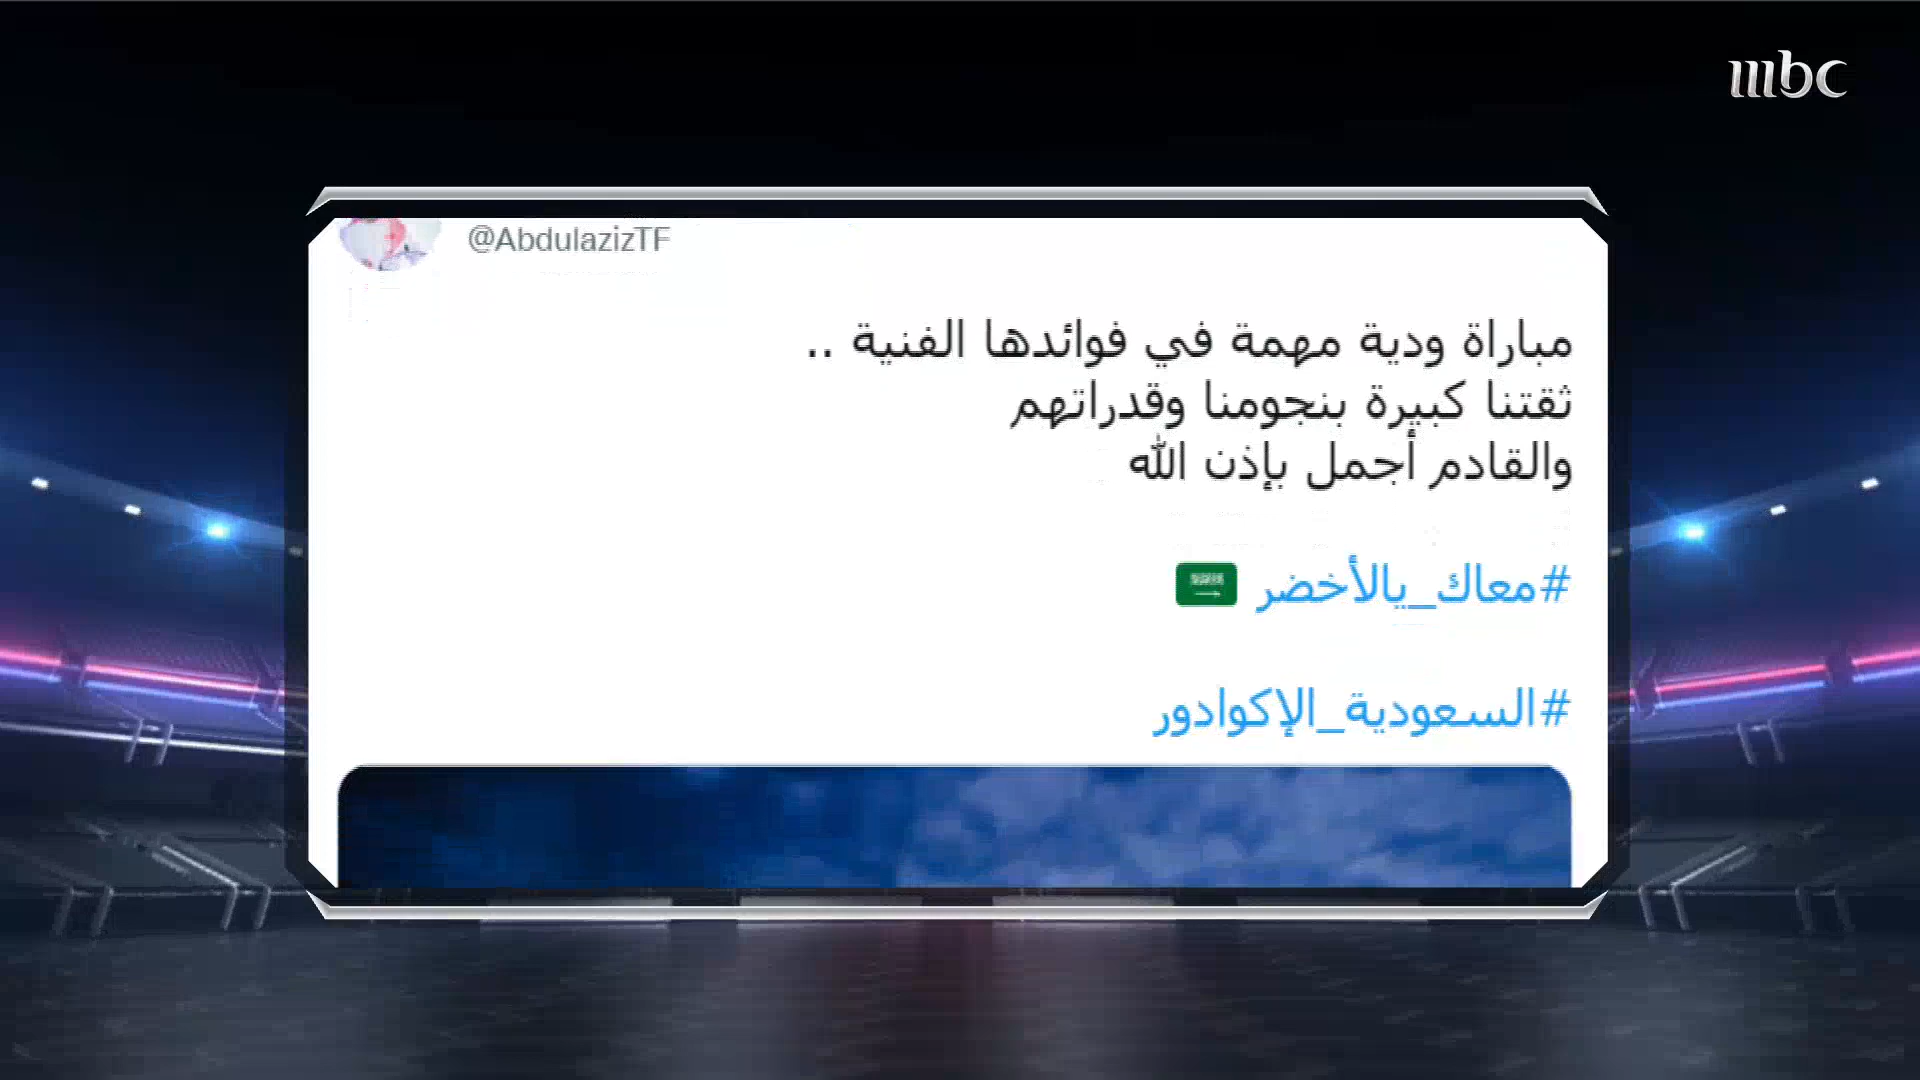 mbc
@AbdulazizTF
مباراة ودية مهمة في فوائدها الفنية ..
ثقتنا كبيرة بنجومنا وقدراتهم
والقادم أجمل بإذن الله
#معاك_يالأخضر 🇸🇦
#السعودية_الإكوادور